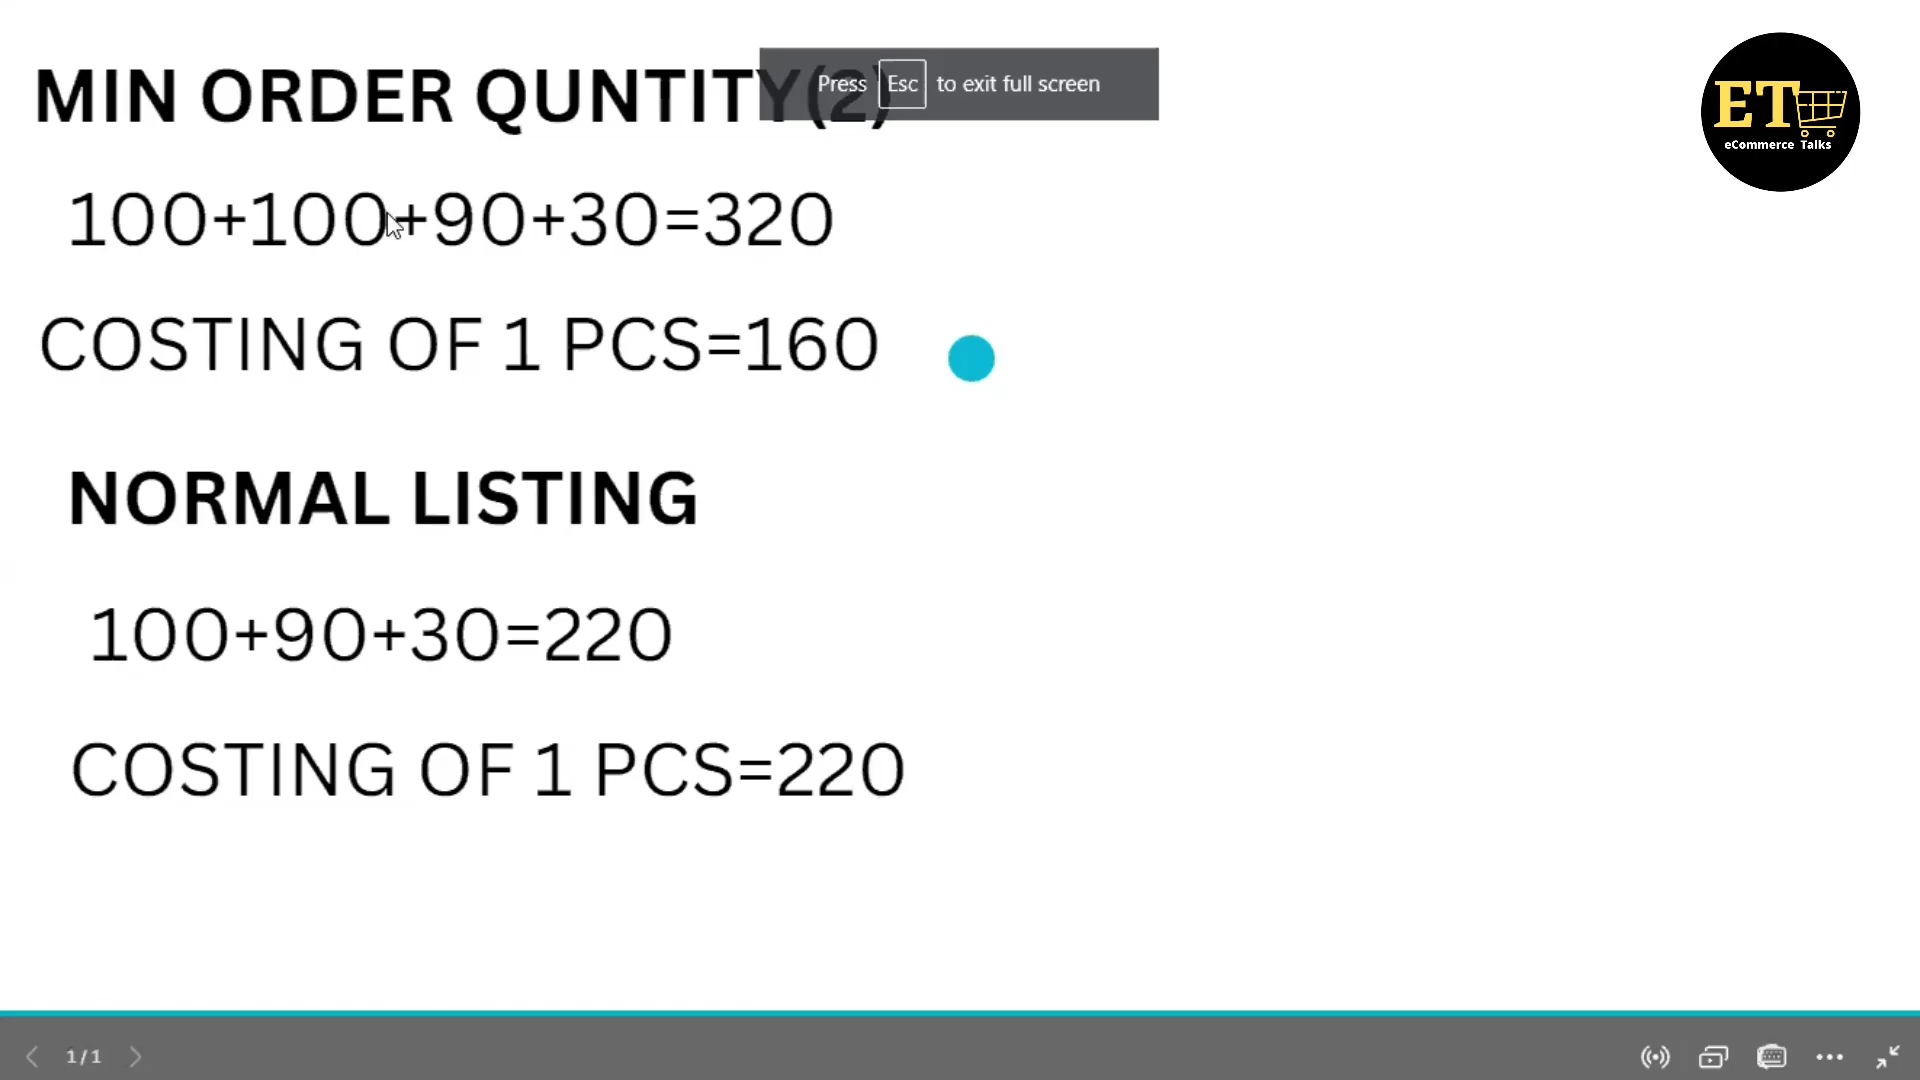 MIN ORDER QUNTITY(2)
Press Esc to exit full screen
ET
eCommerce Talks
100+100+90+30=320
COSTING OF 1 PCS=160
NORMAL LISTING
100+90+30=220
COSTING OF 1 PCS=220
1/1